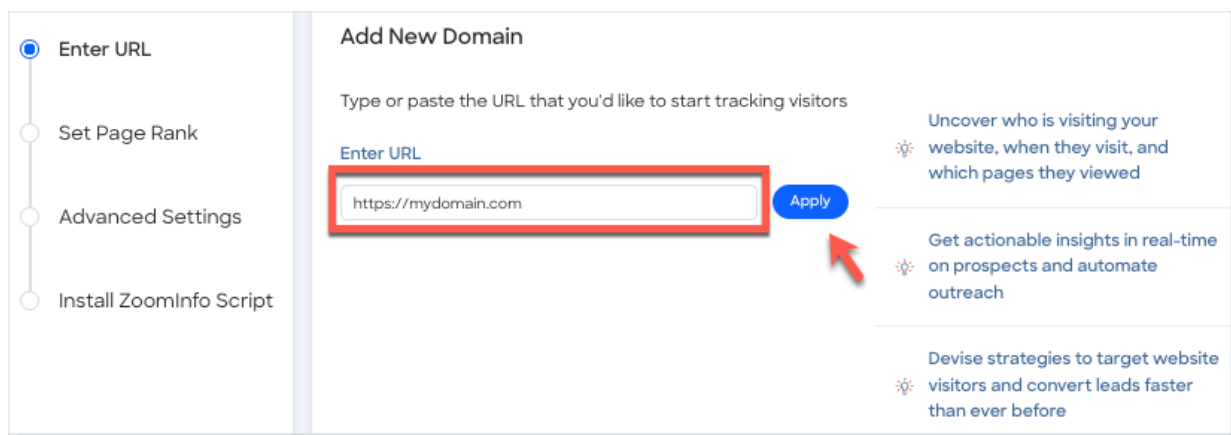 Enter URL
Set Page Rank
Advanced Settings
Install ZoomInfo Script
Add New Domain
Type or paste the URL that you'd like to start tracking visitors
Enter URL
https://mydomain.com
Apply
Uncover who is visiting your
website, when they visit, and
which pages they viewed
Get actionable insights in real-time
on prospects and automate
outreach
Devise strategies to target website
visitors and convert leads faster
than ever before